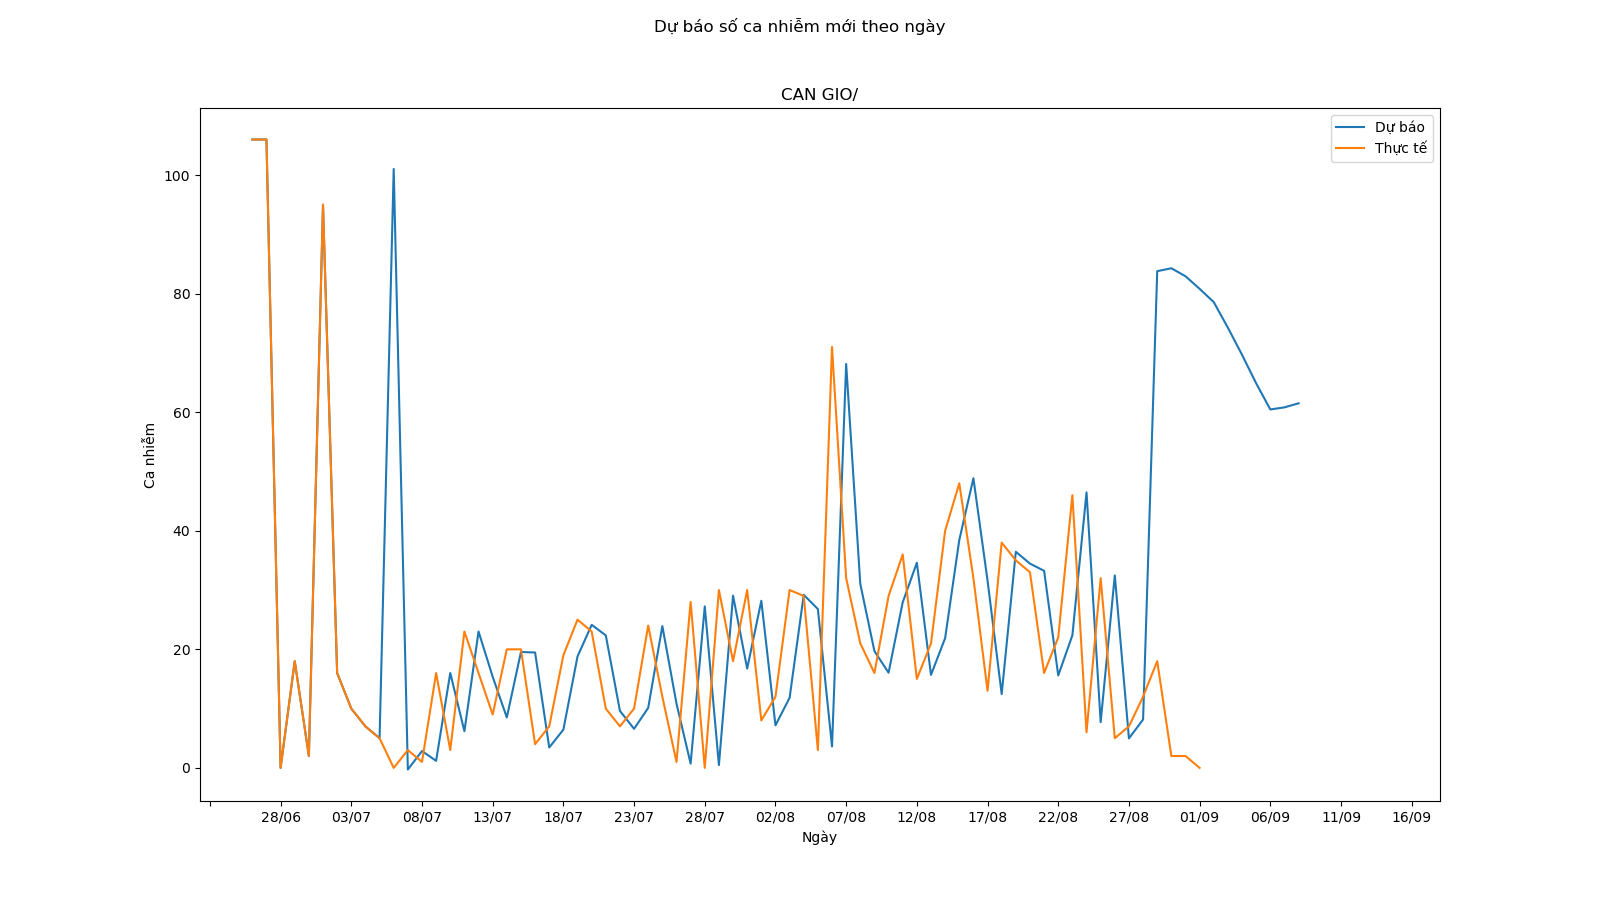 Dự báo số ca nhiễm mới theo ngày
CAN GIO/
Dự báo
Thực tế
100
80
60
40
20
0
Ca nhiễm
28/06 03/07 08/07 13/07 18/07 23/07 28/07 02/08 07/08 12/08 17/08 22/08 27/08 01/09 06/09 11/09 16/09
Ngày